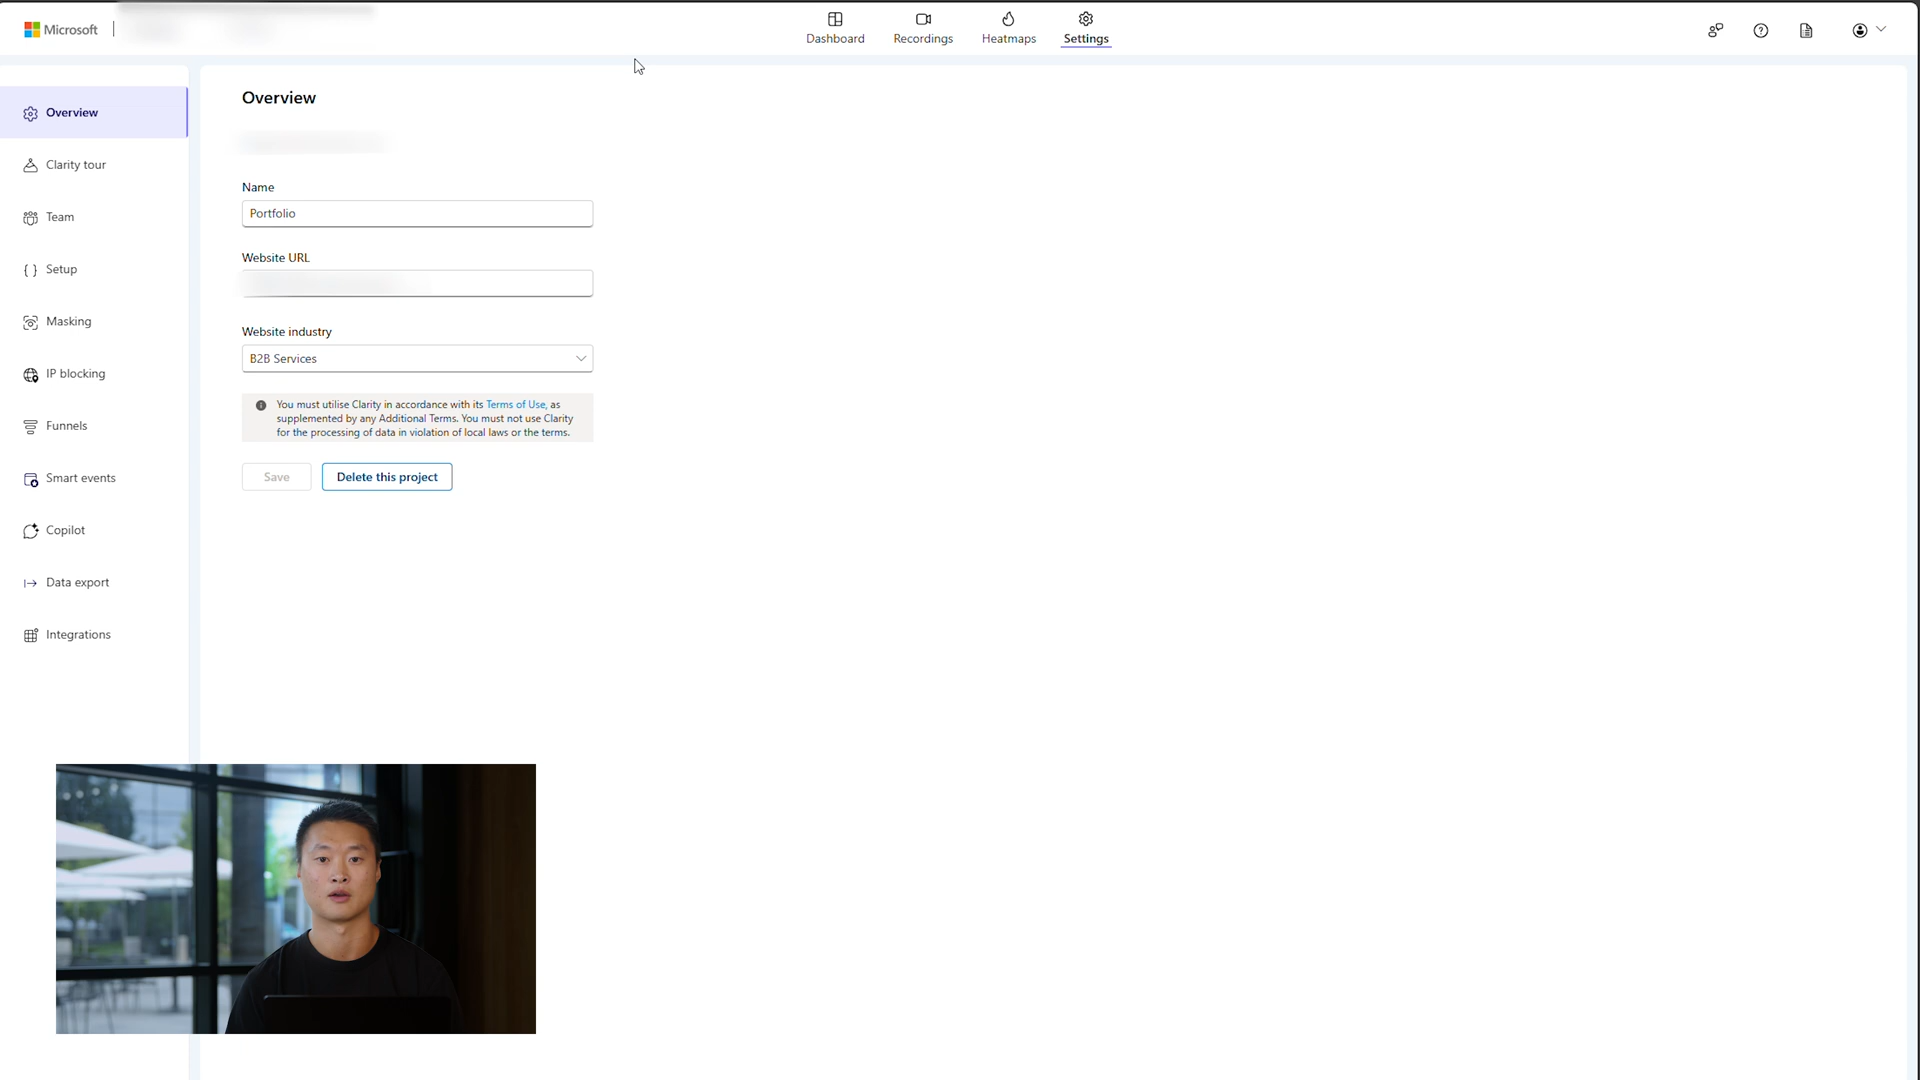 Microsoft
Dashboard
Recordings
Heatmaps
Settings
Overview
Clarity tour
Team
Setup
Masking
IP blocking
Funnels
Smart events
Copilot
Data export
Integrations
Overview
Name
Portfolio
Website URL
Website industry
B2B Services
You must utilise Clarity in accordance with its Terms of Use, as
supplemented by any Additional Terms. You must not use Clarity
for the processing of data in violation of local laws or the terms.
Save
Delete this project